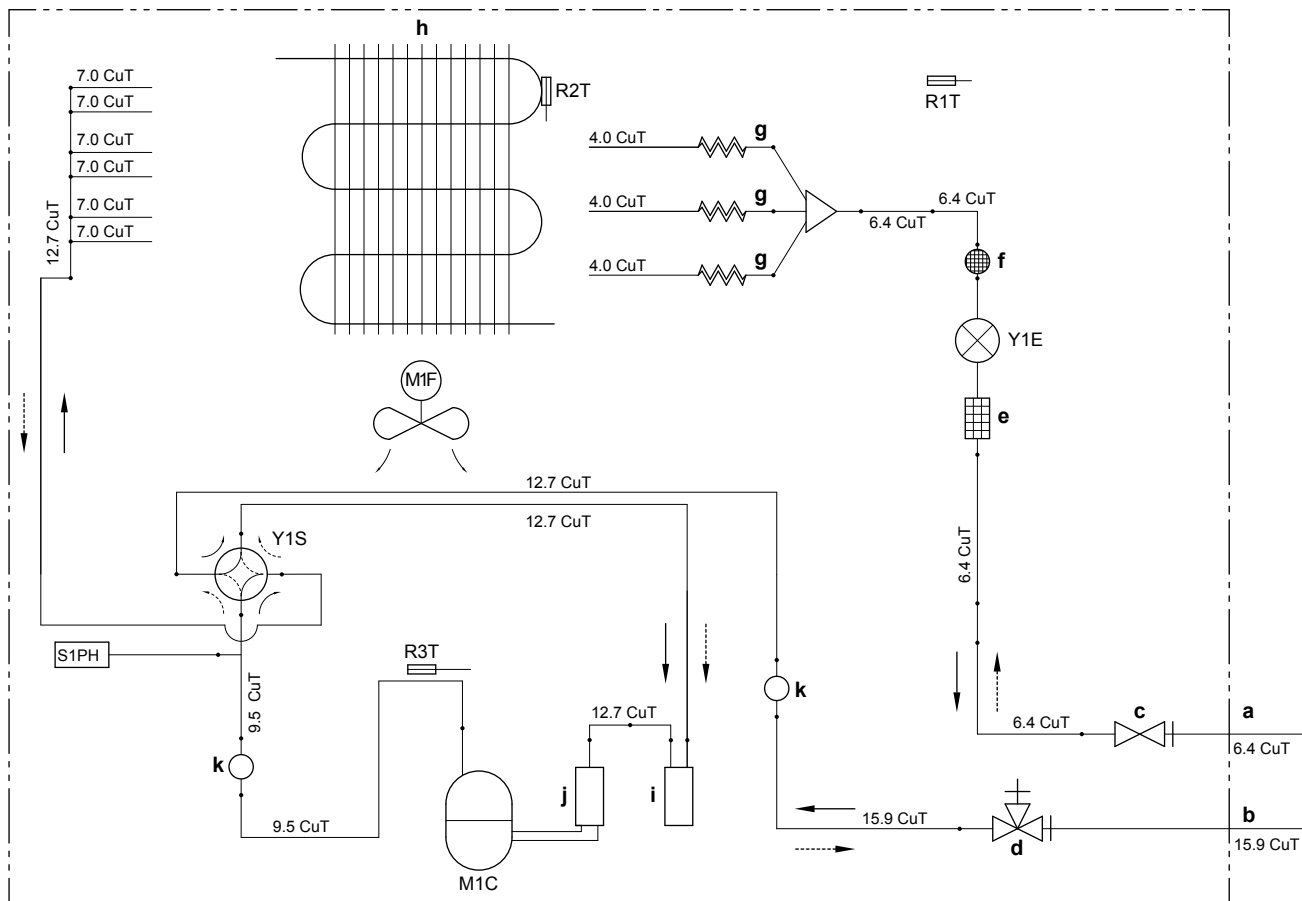 h
7.0 CuT
7.0 CuT
7.0 CuT
7.0 CuT
7.0 CuT
7.0 CuT
12.7 CuT
R2T
R1T
4.0 CuT
g
4.0 CuT
g
4.0 CuT
g
6.4 CuT
6.4 CuT
f
Y1E
e
M1F
12.7 CuT
12.7 CuT
Y1S
6.4 CuT
S1PH
R3T
9.5 CuT
k
k
12.7 CuT
j
i
9.5 CuT
M1C
6.4 CuT
c
a
6.4 CuT
15.9 CuT
d
b
15.9 CuT